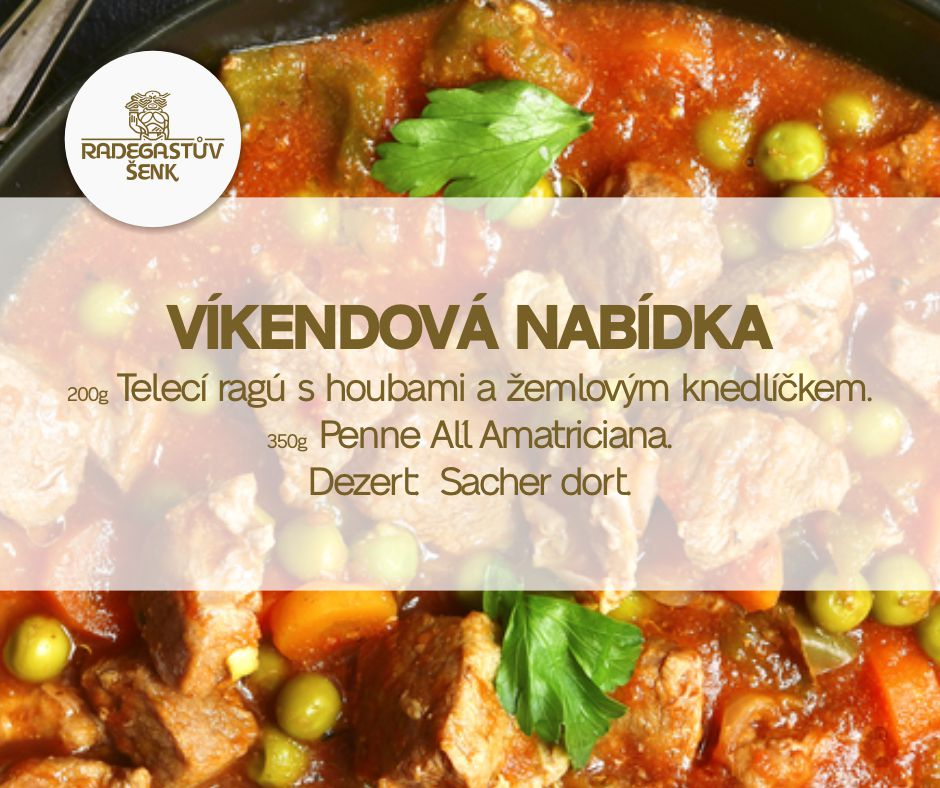 RADEGASTŮV
ŠENK
VÍKENDOVÁ NABÍDKA
200g Telecí ragú s houbami a žemlovým knedlíčkem.
350g Penne All Amatriciana.
Dezert Sacher dort